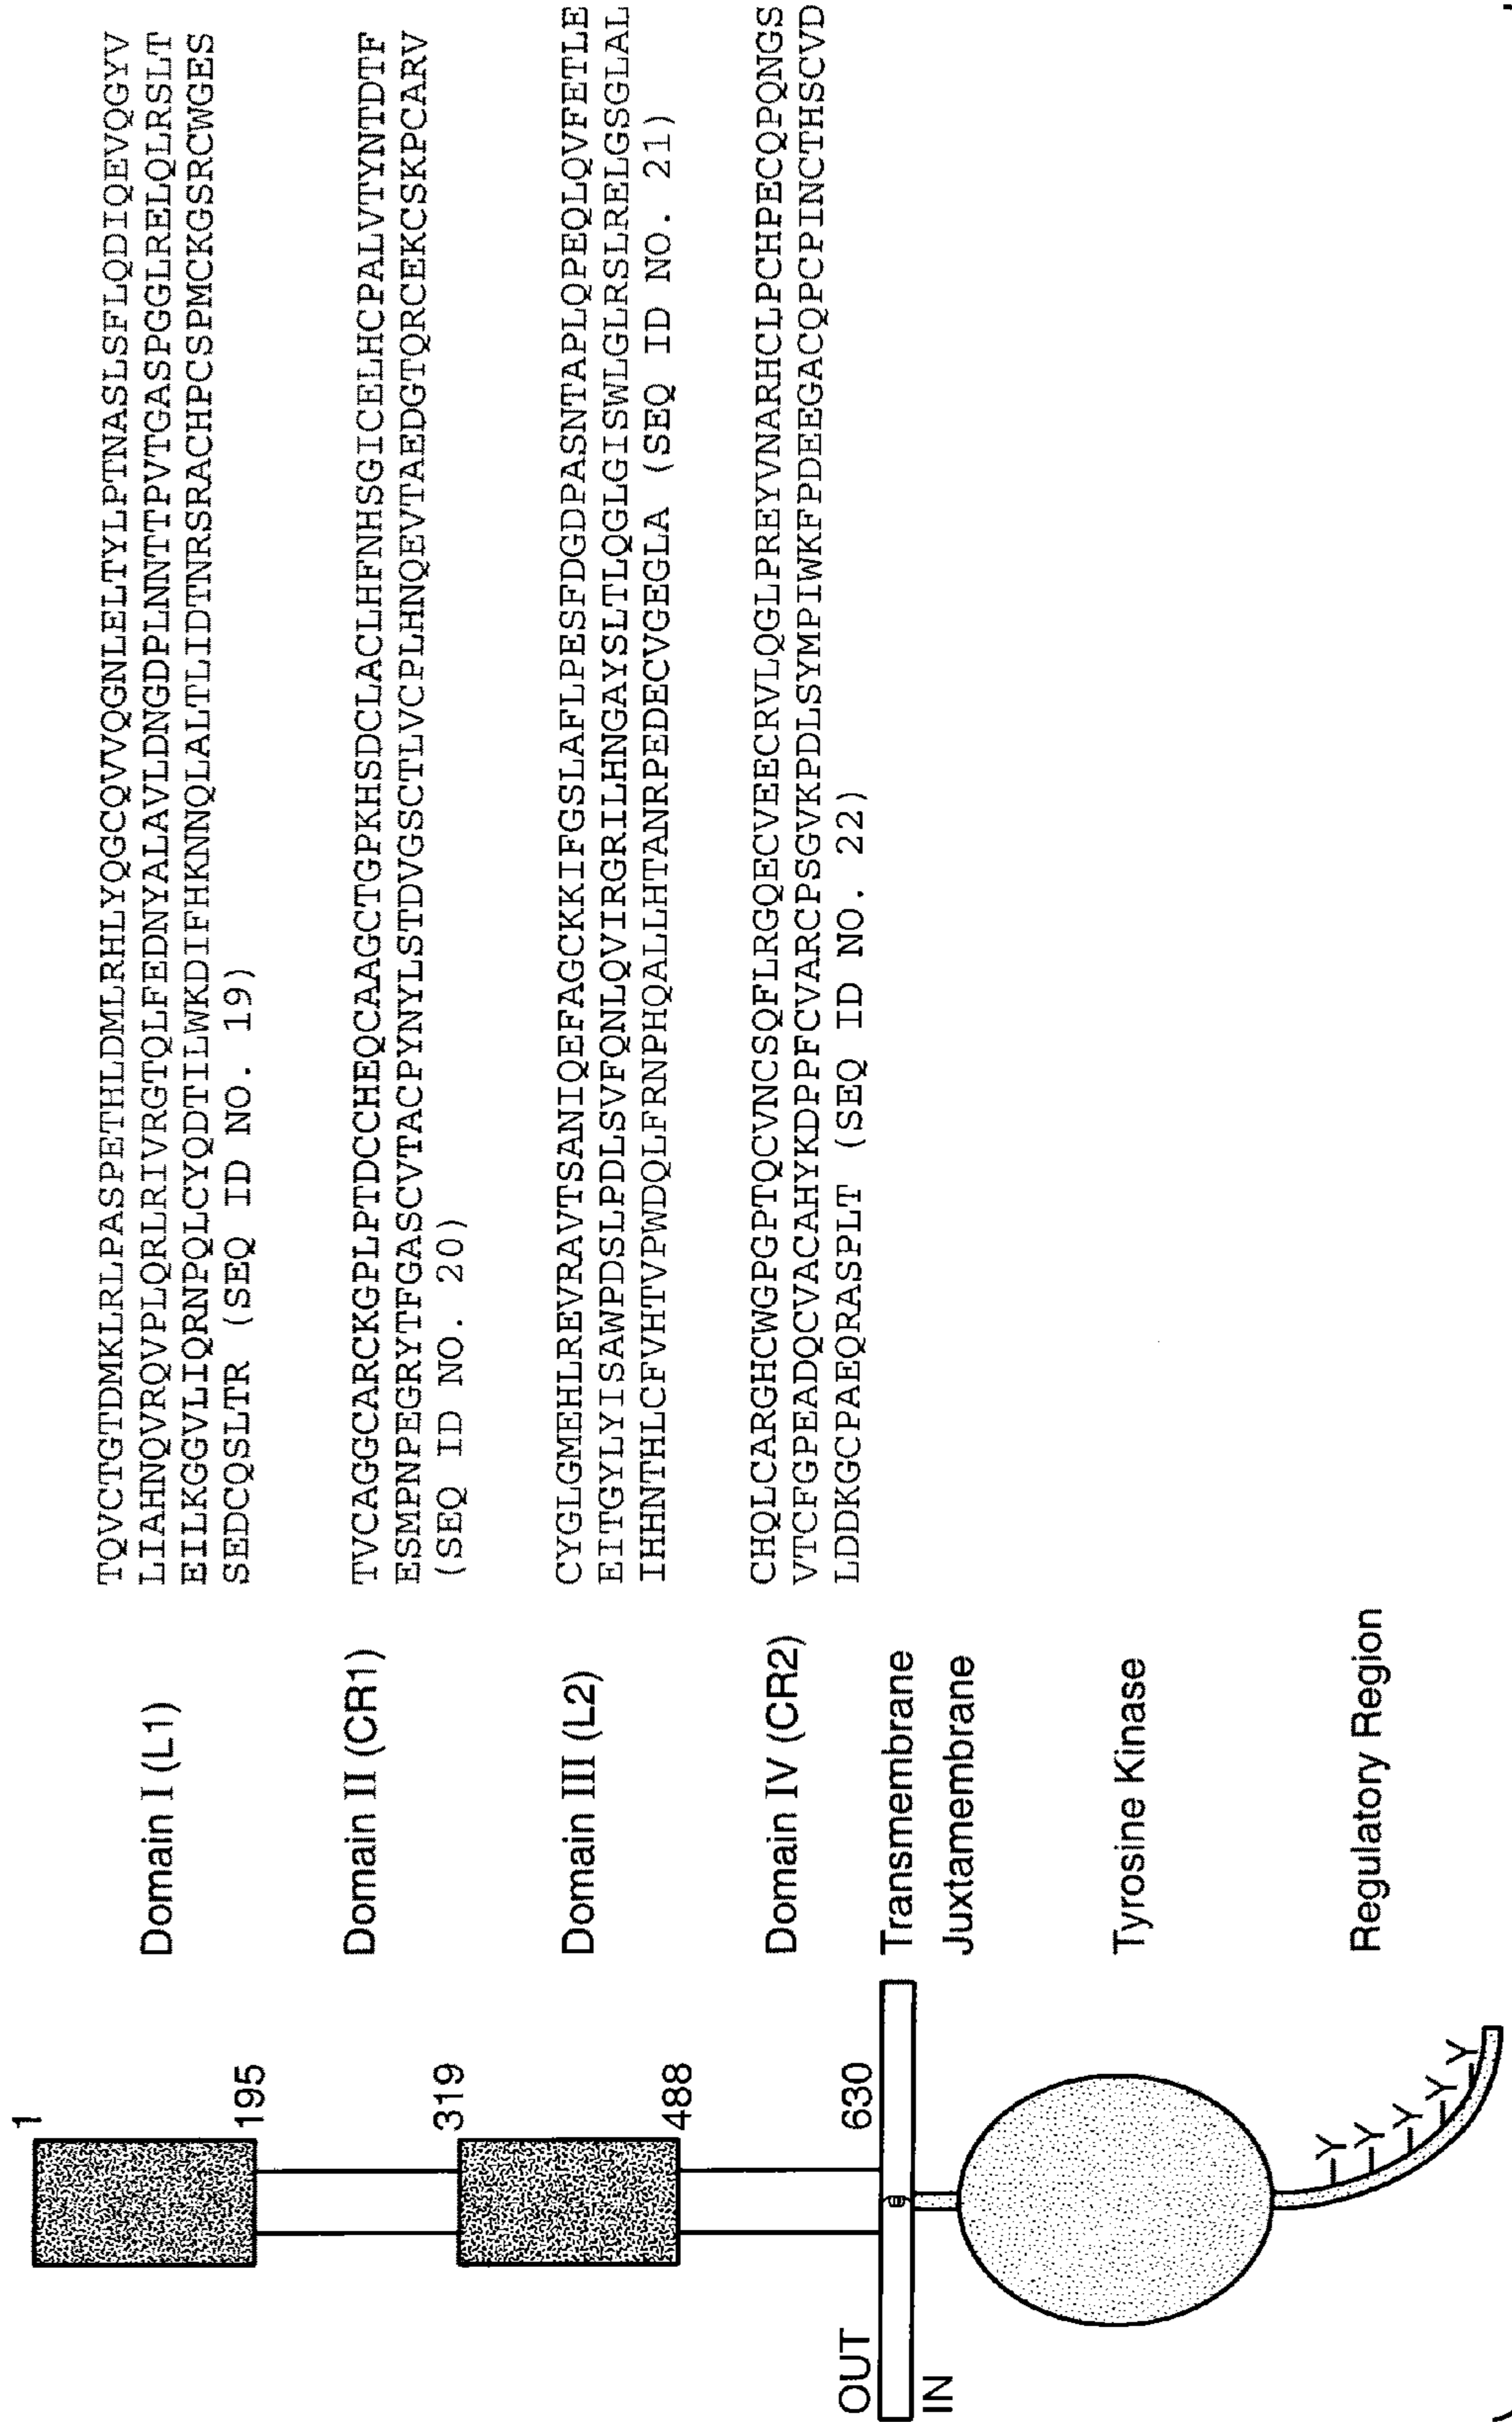 1
195
319
488
630
OUT
IN
Domain I (L1)
TQVCTGTDMKLRLPASPETHLDMLRHLYQGCQVVQGNLELTYLPTNASLSFLQDIQEVQGYV
LIAHNQVRQVPLQRLRIVRGTQLFEDNYALAVLDNGDPLNNTTPVTGASPGGLRELQLRSLT
EILKGGVLIQRNPQLCYQDTILWKDIFHKNNQLALTLIDTNRSRACHPCSPMCKGSRCWGES
SEDCQSLTR (SEQ ID NO. 19)
Domain II (CR1)
TVCAGGCARCKGPLPTDCCHEQCAAGCTGPKHSDCLACLHFNHSGICELHCPALVTYNTDTF
ESMPNPEGRYTFGASCVTACPYNYLSTDVGSCTLVCPLHNQEVTAEDGTQRCEKCSKPCARV
(SEQ ID NO. 20)
Domain III (L2)
CYGLGMEHLREVRAVTSANIQEFAGCKKIFGSLAFLPESFDGDPASNTAPLQPEQLQVFETLE
EITGYLYISAWPDSLPDLSVFQNLQVIRGRILHNGAYSLTLQGLGISWLGLRSLRELGSGLAL
IHHNTHLCFVHTVPWDQLFRNPHQALLHTANRPEDECVGEGLA (SEQ ID NO. 21)
Domain IV (CR2)
CHQLCARGHCWGPGPTQCVNCSQFLRGQECVEECRVLQGLPREYVNARHCLPCHPECQPQNGS
VTCFGPEADQCVACAHYKDPPFCVARCPSGVKPDLSYMPIWKFPDEEGACQPCPINCTHSCVD
LDDKGCPAEQRASPLT (SEQ ID NO. 22)
Transmembrane
Juxtamembrane
Tyrosine Kinase
Regulatory Region
Y
Y
Y
Y
Y